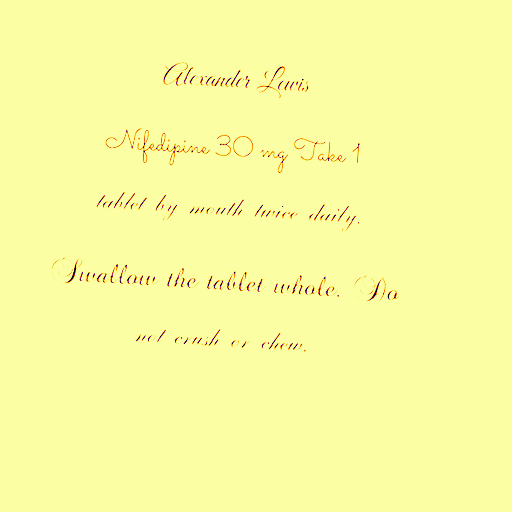 Alexander Lewis
Nifedipine 30 mg Take 1
tablet by mouth twice daily.
Swallow the tablet whole. Do
not crush or chew.